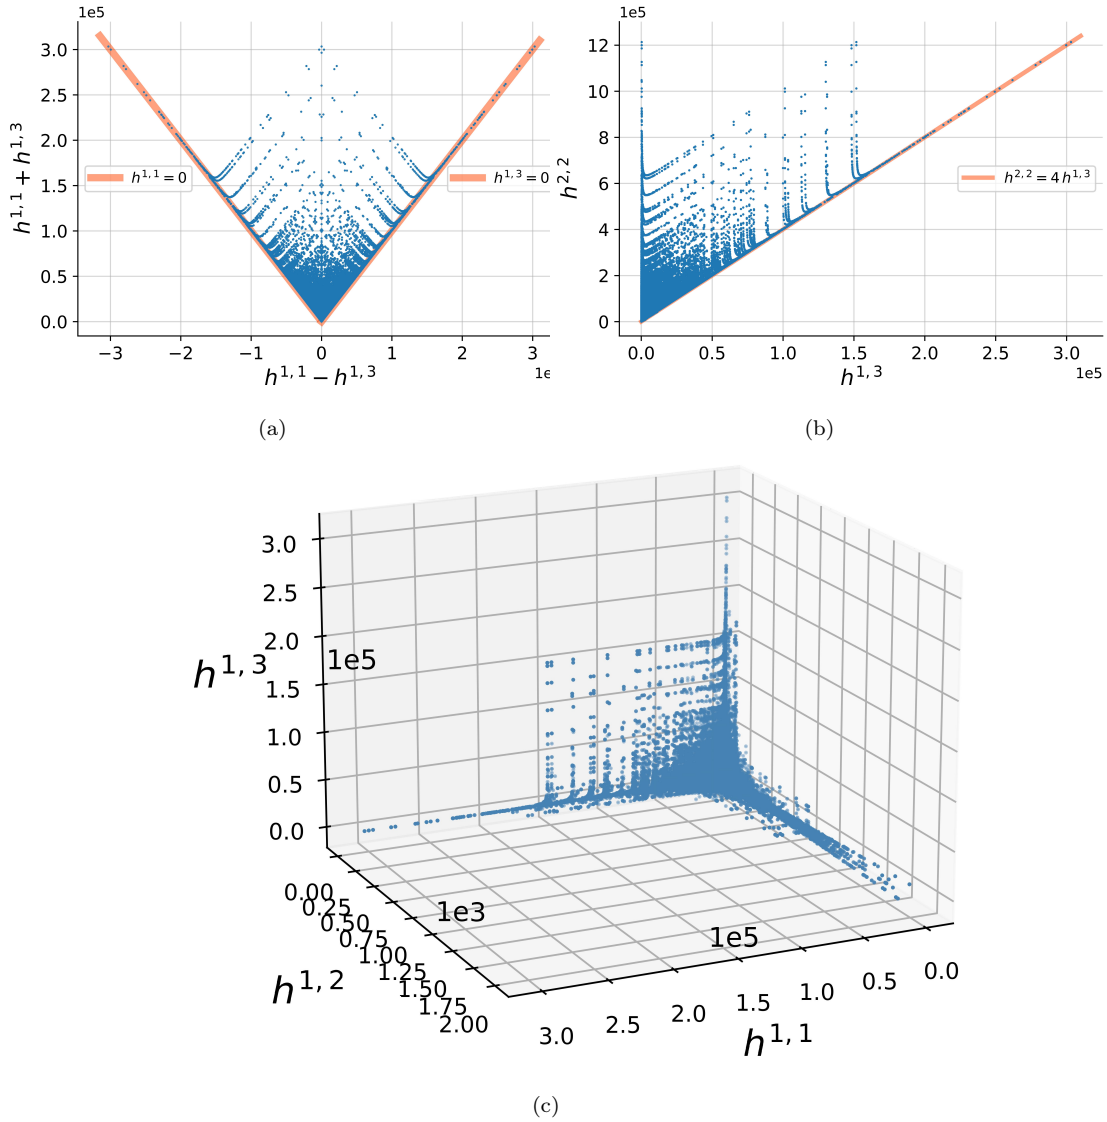 1e5
3.0
2.5
2.0
1.5
1.0
0.5
0.0
h^{1,1} + h^{1,3}
h^{1,1} = 0
h^{1,3} = 0
−3 −2 −1 0 1 2 3
1e
h^{1,1} − h^{1,3}
(a)
1e5
12
10
8
6
4
2
0
h^{2,2}
h^{2,2} = 4 h^{1,3}
0.0 0.5 1.0 1.5 2.0 2.5 3.0
1e5
h^{1,3}
(b)
3.0
2.5
2.0
1.5
1.0
0.5
0.0
h^{1,3}
1e5
0.00
0.25
0.50
0.75
1.00
1.25
1.50
1.75
2.00
1e3
h^{1,2}
1e5
3.0 2.5 2.0 1.5 1.0 0.5 0.0
h^{1,1}
(c)